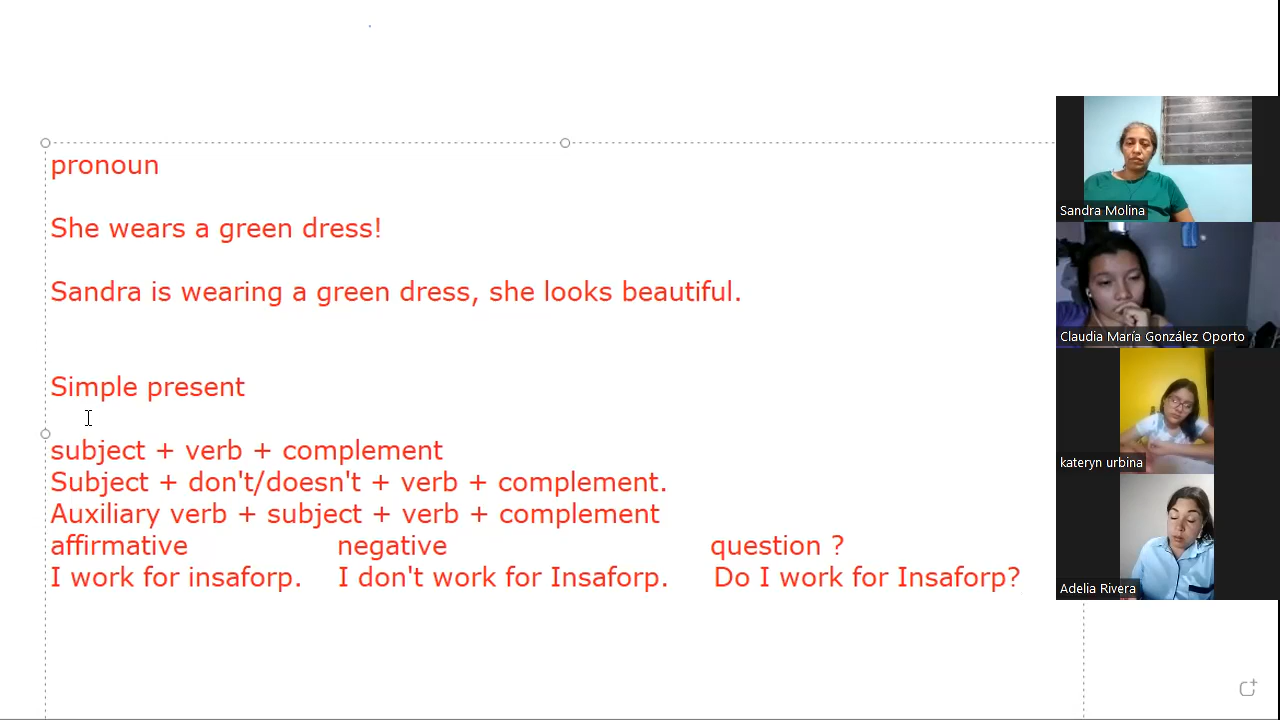 pronoun
She wears a green dress!
Sandra is wearing a green dress, she looks beautiful.
Simple present
subject + verb + complement
Subject + don't/doesn't + verb + complement.
Auxiliary verb + subject + verb + complement
affirmative negative question ?
I work for insaforp. I don't work for Insaforp. Do I work for Insaforp?
Sandra Molina
Claudia María González Oporto
kateryn urbina
Adelia Rivera